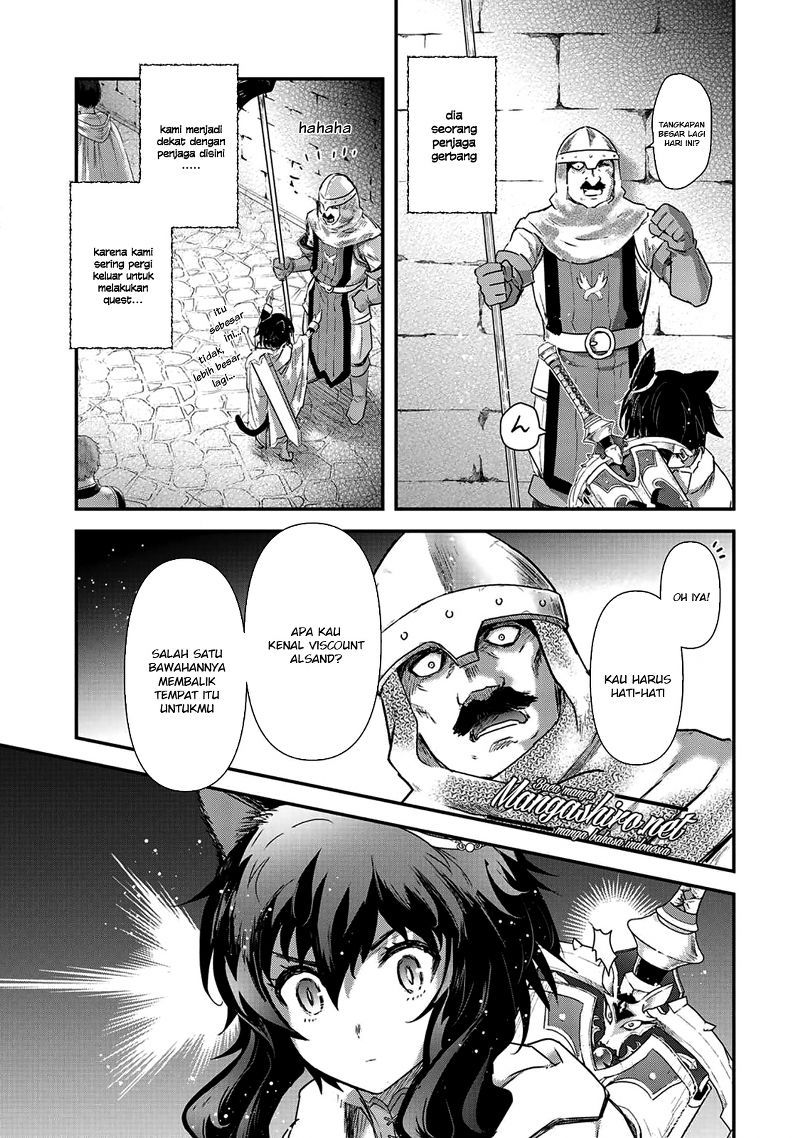 TANGKAPAN
BESAR LAGI
HARI INI?
dia
seorang
penjaga
gerbang
ん
hahaha
kami menjadi
dekat dengan
penjaga disini
.....
karena kami
sering pergi
keluar untuk
melakukan
quest...
itu
sebesar
ini..
tidak,
lebih besar
lagi...
OH IYA!
KAU HARUS
HATI-HATI
APA KAU
KENAL VISCOUNT
ALSAND?
SALAH SATU
BAWAHANNYA
MEMBALIK
TEMPAT ITU
UNTUKMU
Mangashiro.net
manga bahasa indonesia